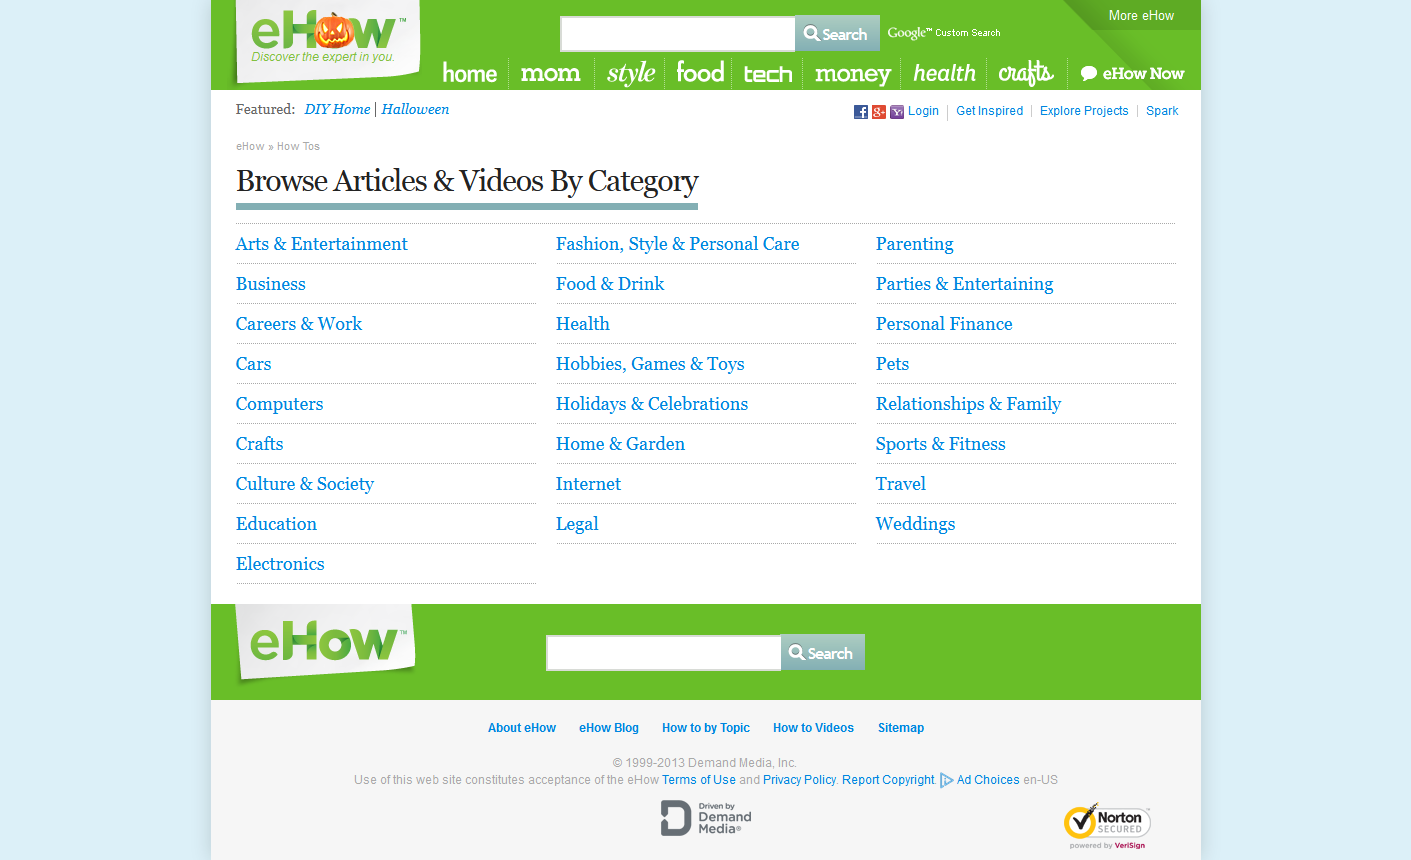 eHow™
Discover the expert in you.
Search
Google™ Custom Search
More eHow
home mom style food tech money health crafts eHow Now
Featured: DIY Home | Halloween
Login Get Inspired Explore Projects Spark
eHow » How Tos
Browse Articles & Videos By Category
Arts & Entertainment
Business
Careers & Work
Cars
Computers
Crafts
Culture & Society
Education
Electronics
Fashion, Style & Personal Care
Food & Drink
Health
Hobbies, Games & Toys
Holidays & Celebrations
Home & Garden
Internet
Legal
Parenting
Parties & Entertaining
Personal Finance
Pets
Relationships & Family
Sports & Fitness
Travel
Weddings
eHow™
Search
About eHow eHow Blog How to by Topic How to Videos Sitemap
© 1999-2013 Demand Media, Inc.
Use of this web site constitutes acceptance of the eHow Terms of Use and Privacy Policy. Report Copyright. Ad Choices en-US
Driven by
Demand
Media®
Norton
SECURED
powered by VeriSign